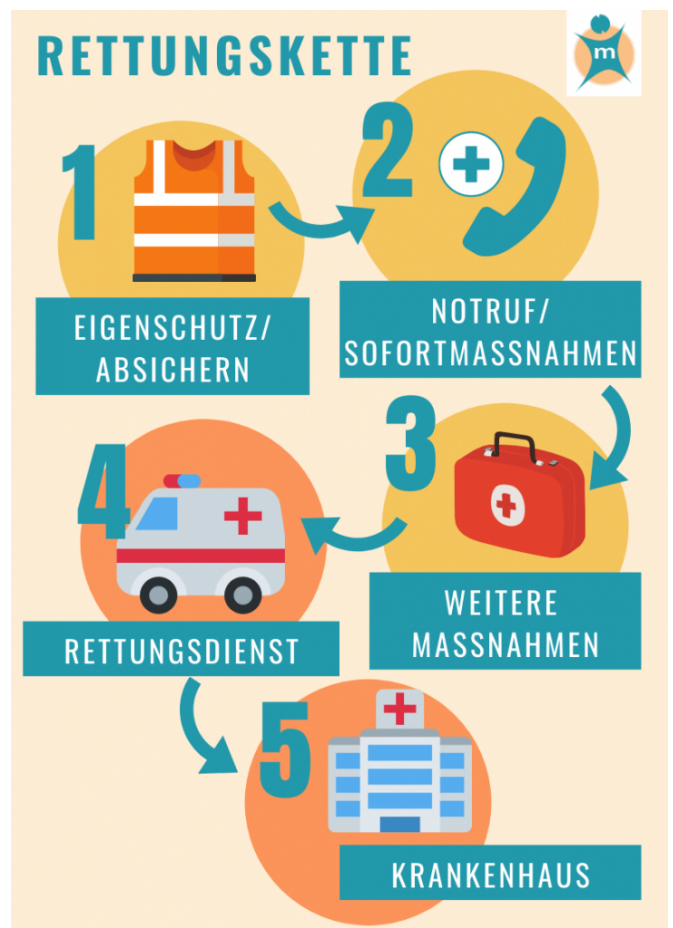 RETTUNGSKETTE
m
1
EIGENSCHUTZ/
ABSICHERN
2
NOTRUF/
SOFORTMASSNAHMEN
3
WEITERE
MASSNAHMEN
4
RETTUNGSDIENST
5
KRANKENHAUS